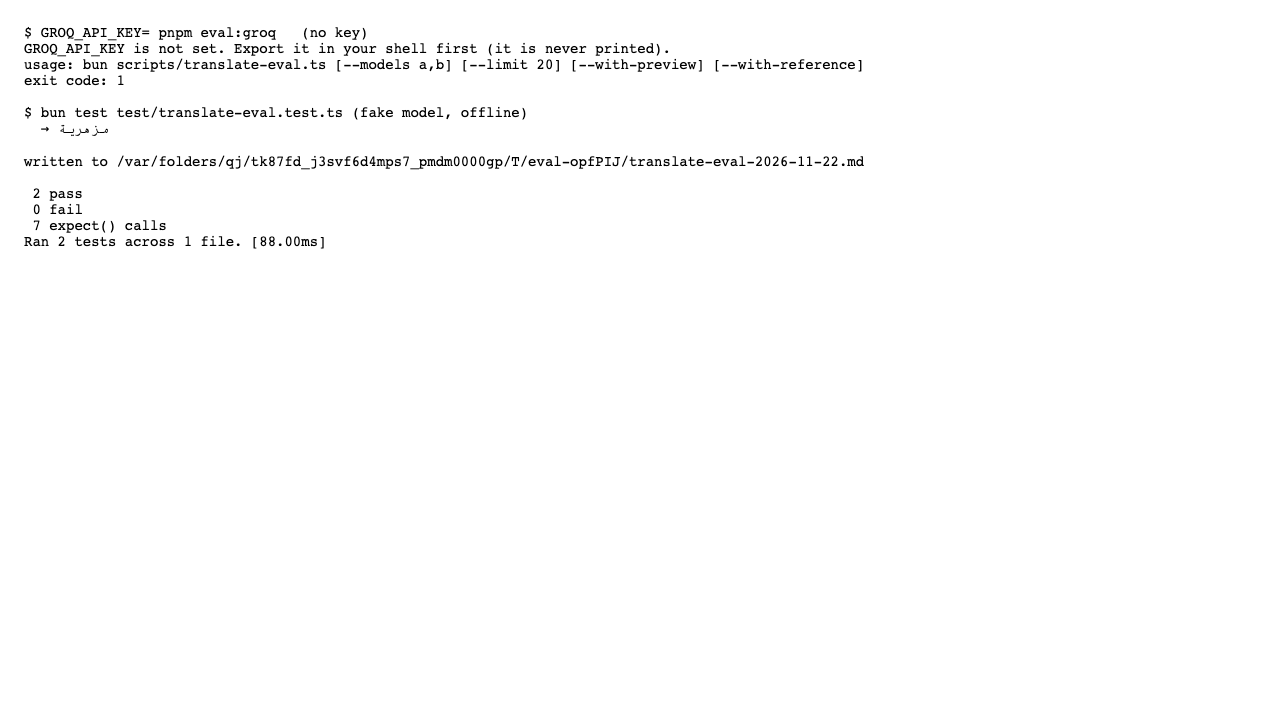 $ GROQ_API_KEY= pnpm eval:groq   (no key)
GROQ_API_KEY is not set. Export it in your shell first (it is never printed).
usage: bun scripts/translate-eval.ts [--models a,b] [--limit 20] [--with-preview] [--with-reference]
exit code: 1
$ bun test test/translate-eval.test.ts (fake model, offline)
→ مزهرية
written to /var/folders/qj/tk87fd_j3svf6d4mps7_pmdm0000gp/T/eval-opfPIJ/translate-eval-2026-11-22.md
2 pass
0 fail
7 expect() calls
Ran 2 tests across 1 file. [88.00ms]